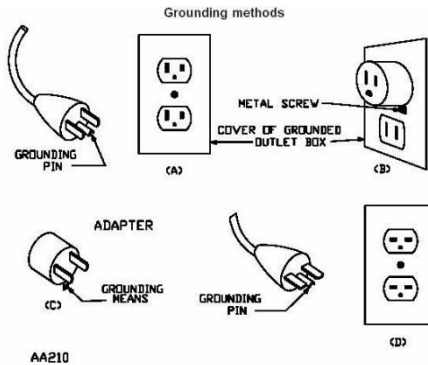 Grounding methods
GROUNDING
PIN
(A)
METAL SCREW
COVER OF GROUNDED
OUTLET BOX
(B)
ADAPTER
(C)
GROUNDING
MEANS
GROUNDING
PIN
(D)
AA210